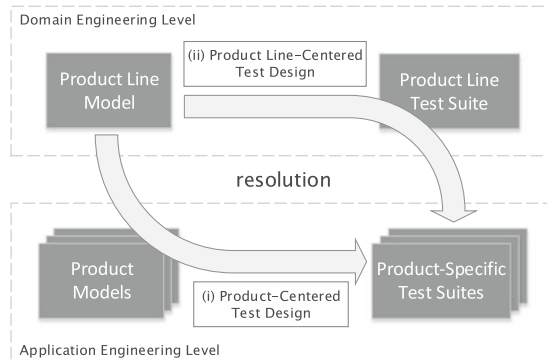 Domain Engineering Level
(ii) Product Line-Centered
Test Design
Product Line
Model
Product Line
Test Suite
resolution
Product
Models
Product-Specific
Test Suites
(i) Product-Centered
Test Design
Application Engineering Level